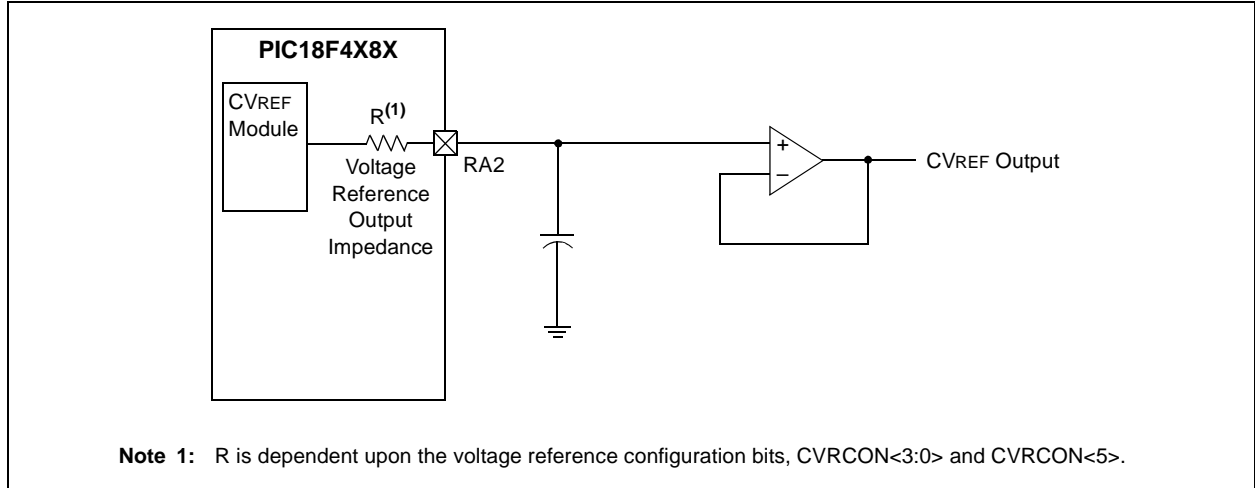 PIC18F4X8X
CVREF
Module
R(1)
Voltage
Reference
Output
Impedance
RA2
+
–
CVREF Output
Note 1: R is dependent upon the voltage reference configuration bits, CVRCON<3:0> and CVRCON<5>.